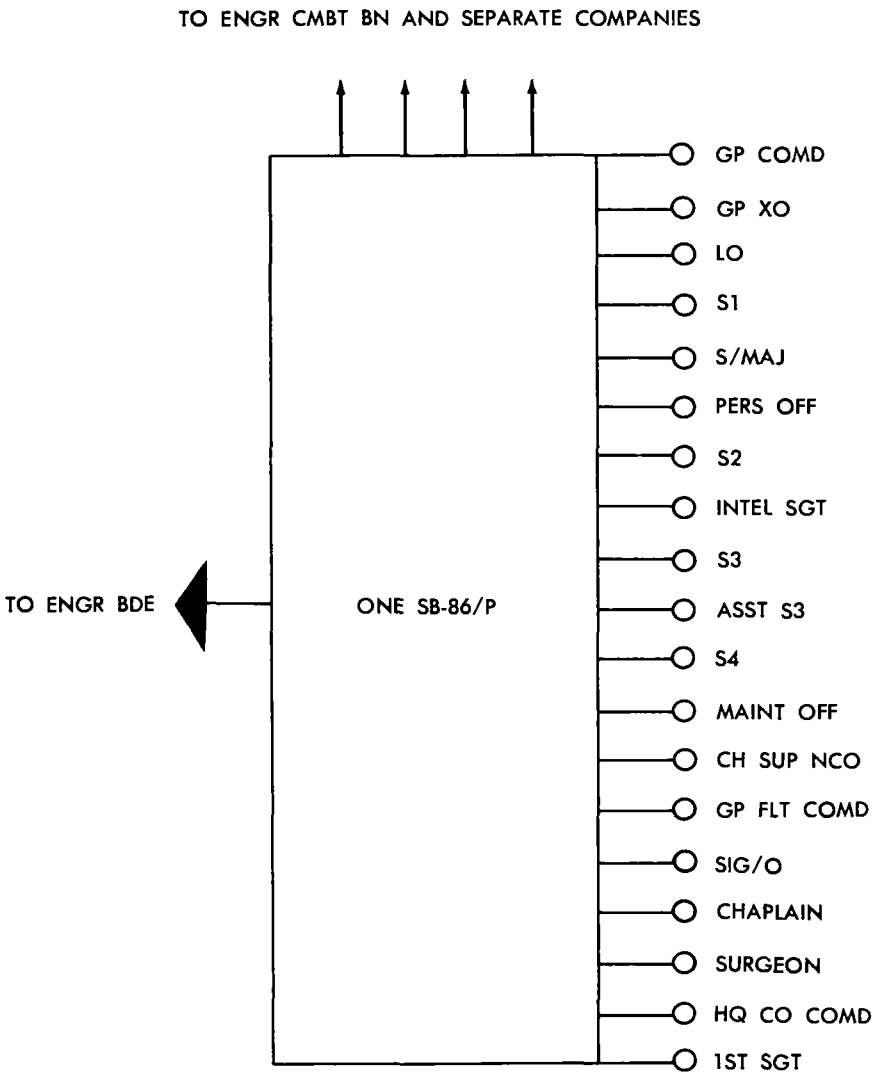 TO ENGR CMBT BN AND SEPARATE COMPANIES
GP COMD
GP XO
LO
S1
S/MAJ
PERS OFF
S2
INTEL SGT
S3
TO ENGR BDE
ONE SB-86/P
ASST S3
S4
MAINT OFF
CH SUP NCO
GP FLT COMD
SIG/O
CHAPLAIN
SURGEON
HQ CO COMD
1ST SGT